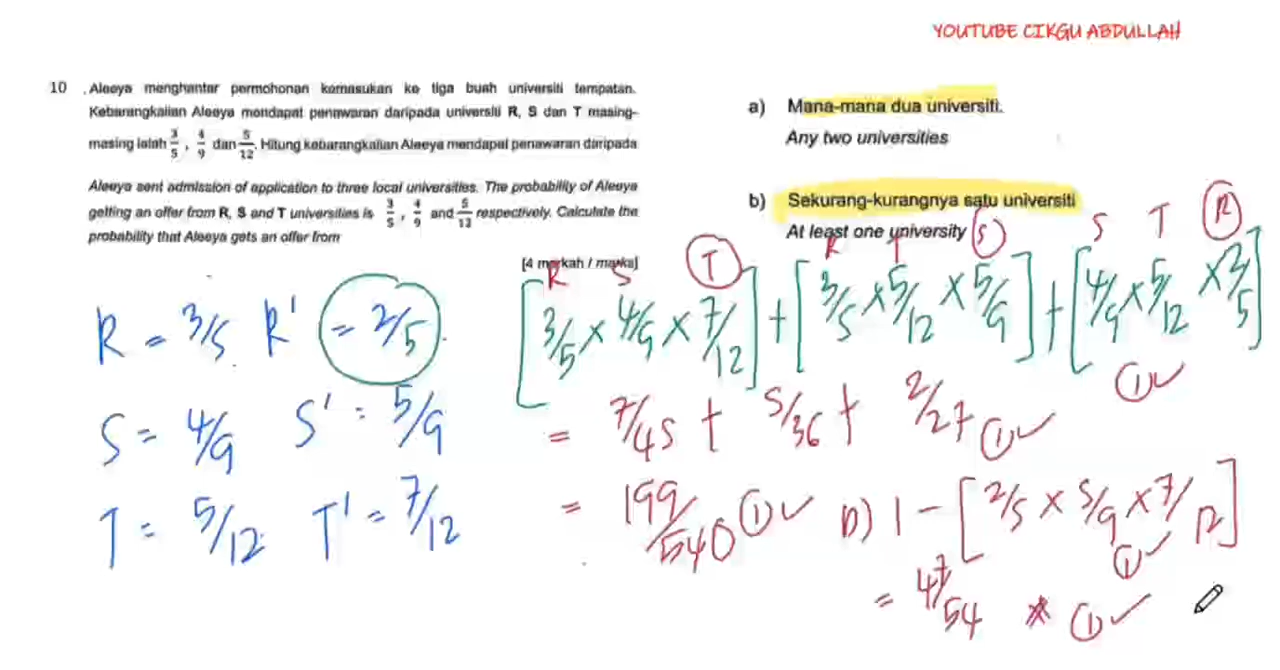 YOUTUBE CIKGU ABDULLAH
10 Aleeya menghantar permohonan kemasukan ke tiga buah universiti tempatan.
Kebarangkalian Aleeya mendapat penawaran daripada universiti R, S dan T masing-
masing ialah 3/5 , 4/9 dan 5/12. Hitung kebarangkalian Aleeya mendapat penawaran daripada
Aleeya sent admission of application to three local universities. The probability of Aleeya
getting an offer from R, S and T universities is 3/5 , 4/9 and 5/12 respectively. Calculate the
probability that Aleeya gets an offer from
[4 markah / marks]
a) Mana-mana dua universiti.
Any two universities
b) Sekurang-kurangnya satu universiti
At least one university
R = 3/5 R' = 2/5
S = 4/9 S' = 5/9
T = 5/12 T' = 7/12
R S T R T S S T R
[3/5 × 4/9 × 7/12] + [3/5 × 5/12 × 5/9] + [4/9 × 5/12 × 2/5]
1 ✓
= 7/45 + 5/36 + 2/27 1 ✓
= 199/540 1 ✓
b) 1 - [2/5 × 5/9 × 7/12]
1 ✓
= 47/54 * 1 ✓